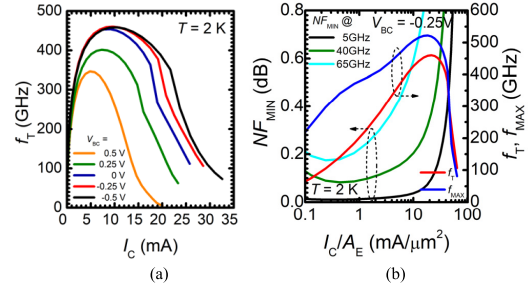 500
400
300
200
100
0
f_T (GHz)
T = 2 K
V_BC =
0.5 V
0.25 V
0 V
-0.25 V
-0.5 V
0 5 10 15 20 25 30 35
I_C (mA)
(a)
NF_MIN @
5GHz
40GHz
65GHz
V_BC = -0.25V
0.8
0.6
0.4
0.2
0.0
NF_MIN (dB)
600
500
400
300
200
100
0
f_T, f_MAX (GHz)
T = 2 K
f_T
f_MAX
0.1 1 10 100
I_C/A_E (mA/μm²)
(b)